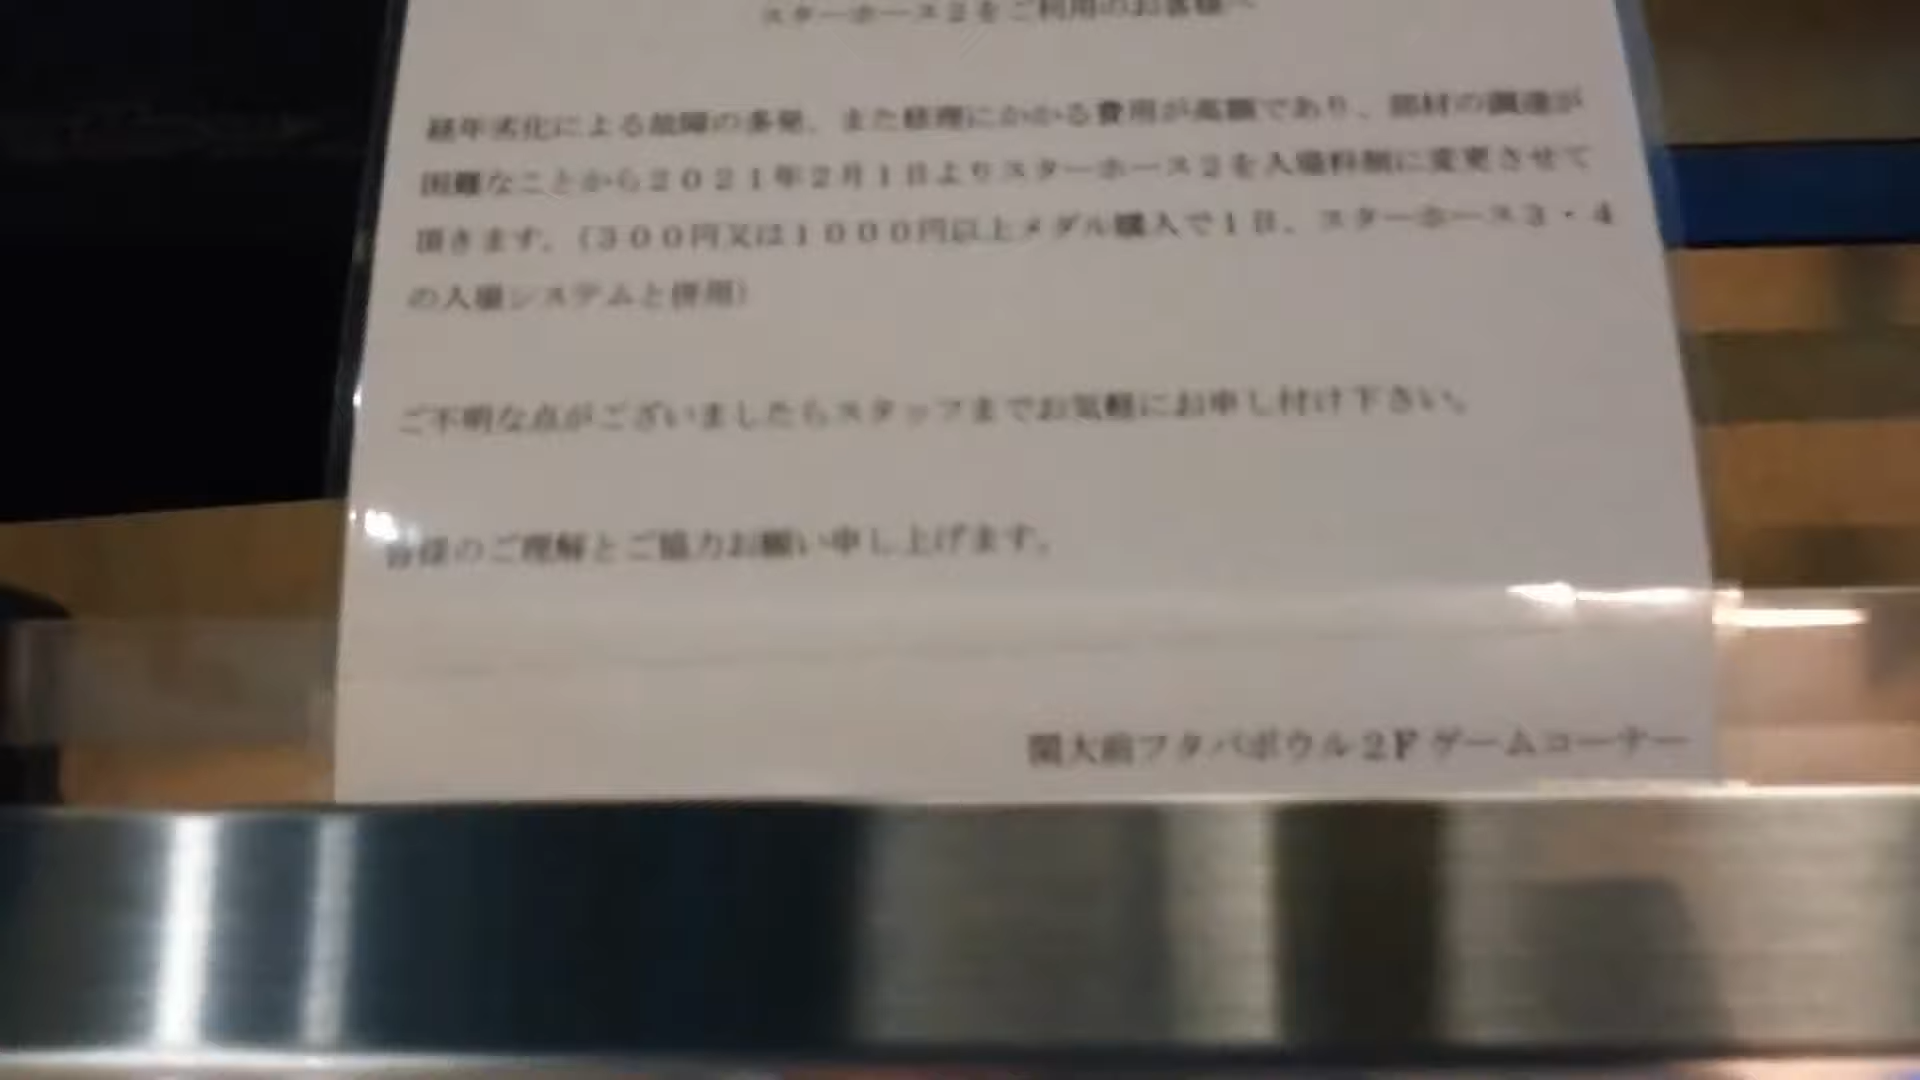 スターホース２をご利用のお客様へ
経年劣化による故障の多発、また修理にかかる費用が高額であり、部材の調達が
困難なことから２０２１年２月１日よりスターホース２を入場料制に変更させて
頂きます。（３００円又は１０００円以上メダル購入で１日、スターホース３・４
の入場システムと併用）
ご不明な点がございましたらスタッフまでお気軽にお申し付け下さい。
皆様のご理解とご協力お願い申し上げます。
関大前フタバボウル２Ｆゲームコーナー